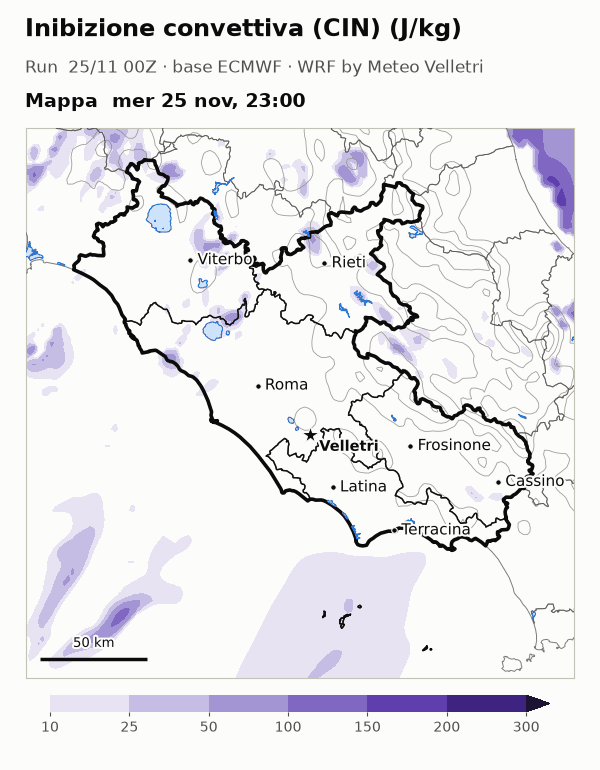 Inibizione convettiva (CIN) (J/kg)
Run 25/11 00Z · base ECMWF · WRF by Meteo Velletri
Mappa mer 25 nov, 23:00
Viterbo
Rieti
Roma
Velletri
Frosinone
Cassino
Latina
Terracina
50 km
10 25 50 100 150 200 300